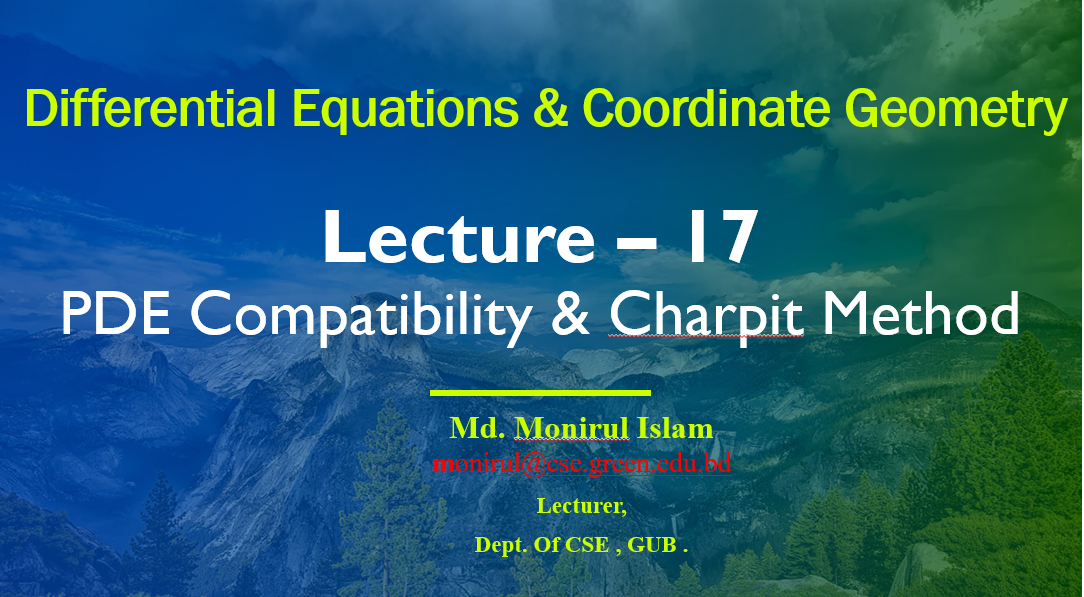 Differential Equations & Coordinate Geometry
Lecture – 17
PDE Compatibility & Charpit Method
Md. Monirul Islam
monirul@cse.green.edu.bd
Lecturer,
Dept. Of CSE , GUB .